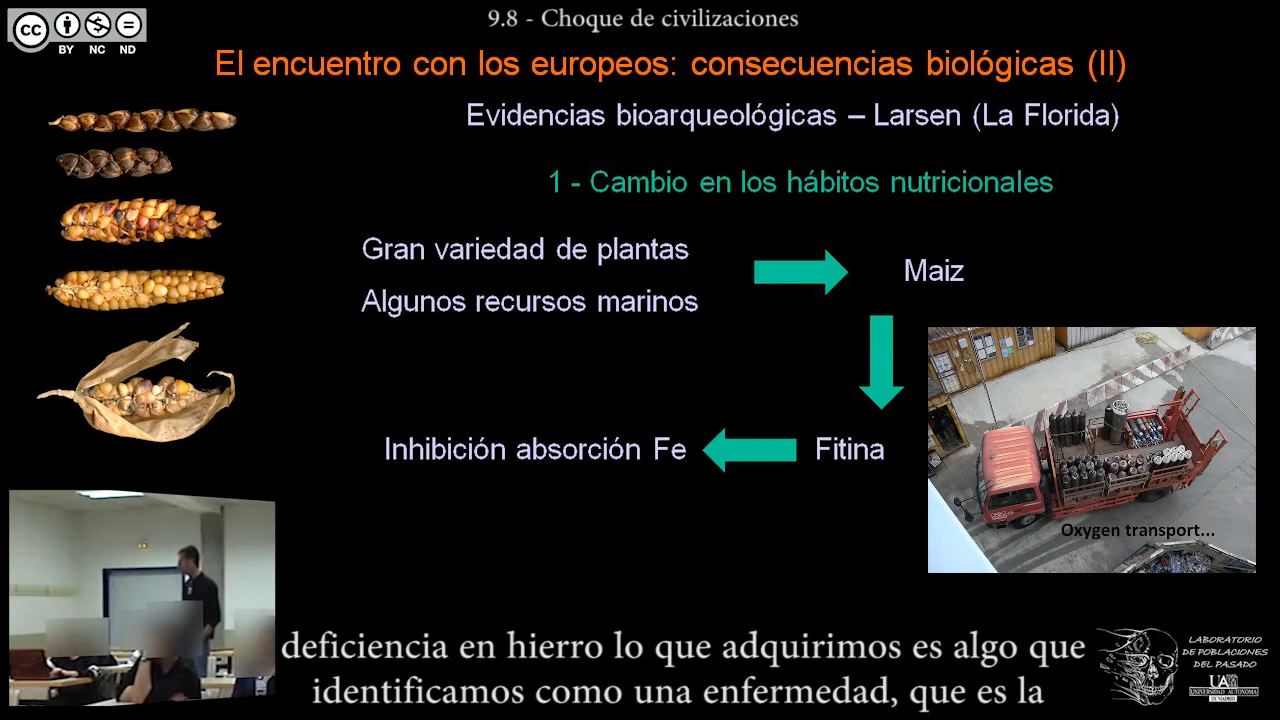 9.8 - Choque de civilizaciones
cc
BY NC ND
El encuentro con los europeos: consecuencias biológicas (II)
Evidencias bioarqueológicas – Larsen (La Florida)
1 - Cambio en los hábitos nutricionales
Gran variedad de plantas
Algunos recursos marinos
Maiz
Inhibición absorción Fe
Fitina
Oxygen transport...
deficiencia en hierro lo que adquirimos es algo que
identificamos como una enfermedad, que es la
LABORATORIO
DE POBLACIONES
DEL PASADO
UAM
UNIVERSIDAD AUTONOMA
DE MADRID